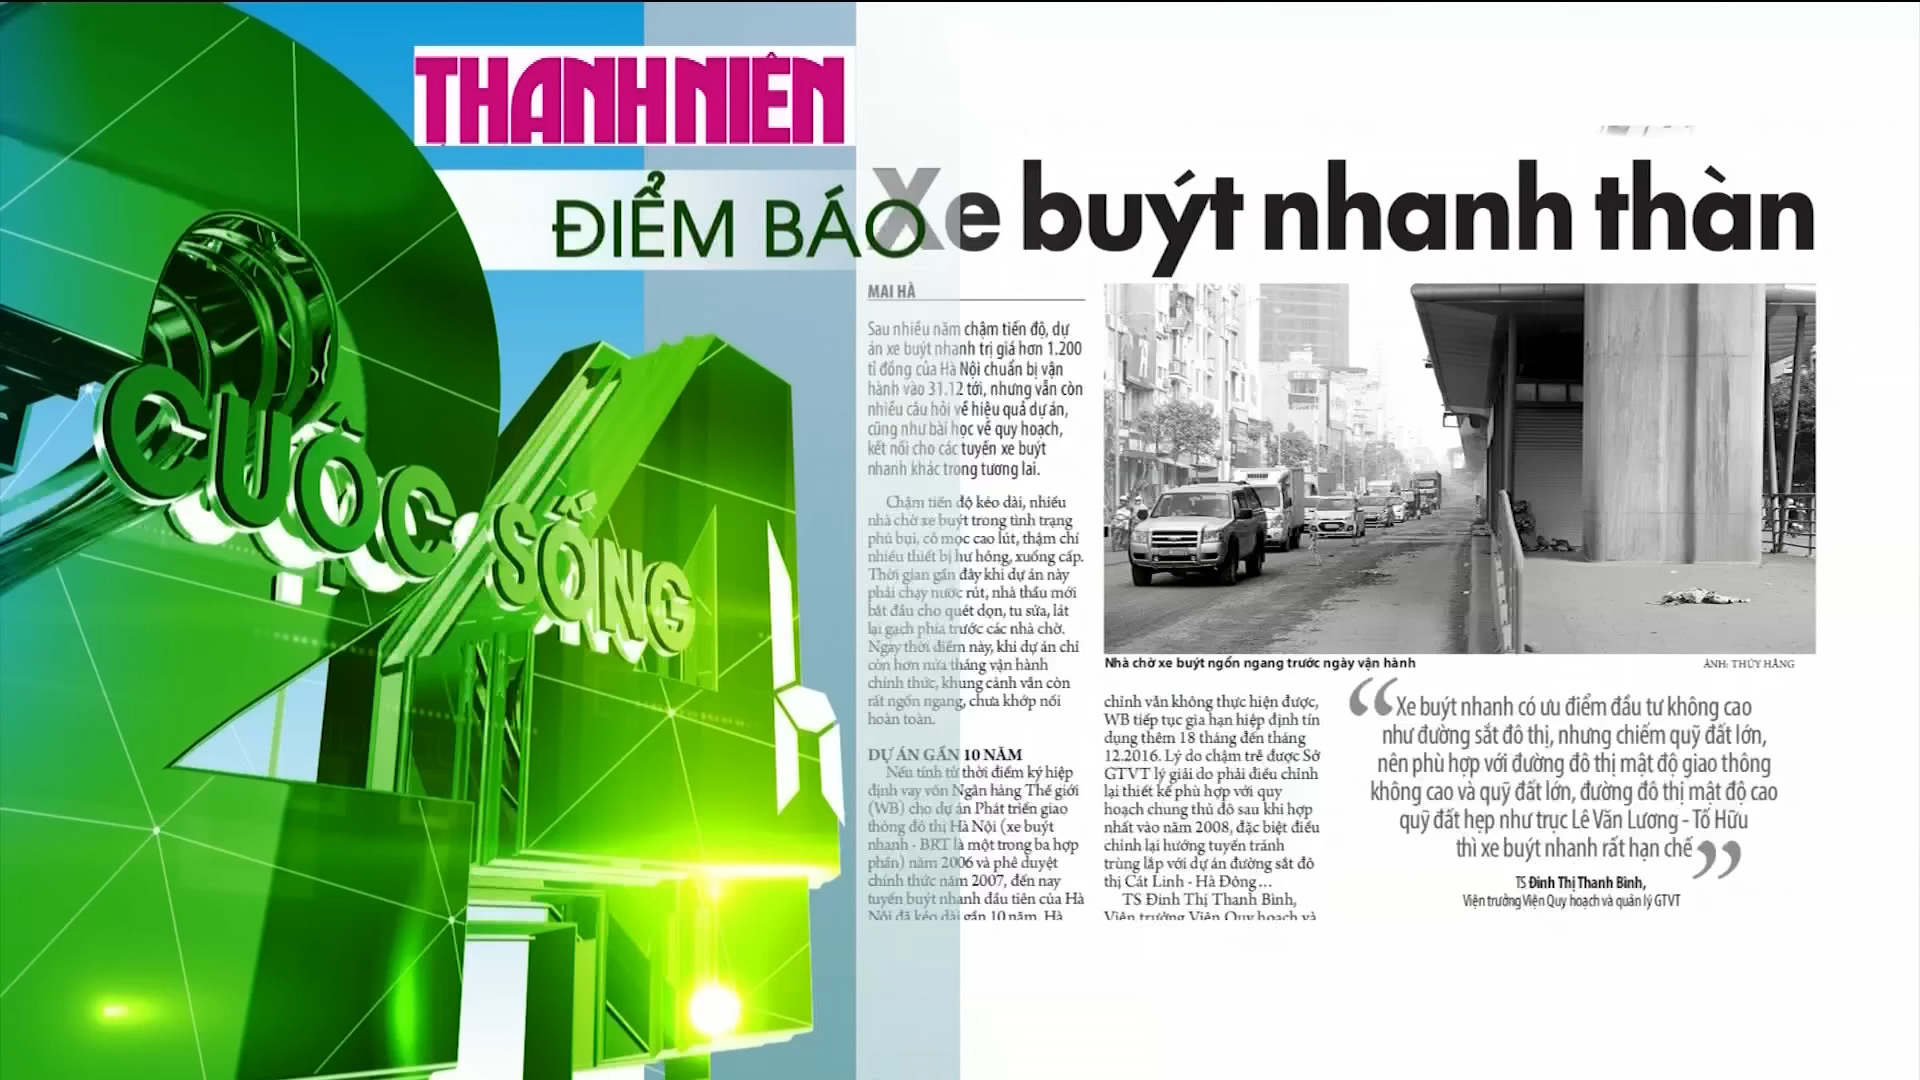 THANHNIÊN
ĐIỂM BÁO
CUỘC SỐNG
24H
Xe buýt nhanh thàn
MAI HÀ
Sau nhiều năm chậm tiến độ, dự
án xe buýt nhanh trị giá hơn 1.200
tỉ đồng của Hà Nội chuẩn bị vận
hành vào 31.12 tới, nhưng vẫn còn
nhiều câu hỏi về hiệu quả dự án,
cũng như bài học về quy hoạch,
kết nối cho các tuyến xe buýt
nhanh khác trong tương lai.
Chậm tiến độ kéo dài, nhiều
nhà chờ xe buýt trong tình trạng
phủ bụi, cỏ mọc cao lút, thậm chí
nhiều thiết bị hư hỏng, xuống cấp.
Thời gian gần đây khi dự án này
phải chạy nước rút, nhà thầu mới
bắt đầu cho quét dọn, tu sửa, lát
lại gạch phía trước các nhà chờ.
Ngay thời điểm này, khi dự án chỉ
còn hơn nửa tháng vận hành
chính thức, khung cảnh vẫn còn
rất ngổn ngang, chưa khớp nối
hoàn toàn.
DỰ ÁN GẦN 10 NĂM
Nếu tính từ thời điểm ký hiệp
định vay vốn Ngân hàng Thế giới
(WB) cho dự án Phát triển giao
thông đô thị Hà Nội (xe buýt
nhanh - BRT là một trong ba hợp
phần) năm 2006 và phê duyệt
chính thức năm 2007, đến nay
tuyến buýt nhanh đầu tiên của Hà
Nội đã kéo dài gần 10 năm. Hà
Nhà chờ xe buýt ngổn ngang trước ngày vận hành
ẢNH: THÚY HẰNG
chỉnh vẫn không thực hiện được,
WB tiếp tục gia hạn hiệp định tín
dụng thêm 18 tháng đến tháng
12.2016. Lý do chậm trễ được Sở
GTVT lý giải do phải điều chỉnh
lại thiết kế phù hợp với quy
hoạch chung thủ đô sau khi hợp
nhất vào năm 2008, đặc biệt điều
chỉnh lại hướng tuyến tránh
trùng lặp với dự án đường sắt đô
thị Cát Linh - Hà Đông...
TS Đinh Thị Thanh Bình,
Viện trưởng Viện Quy hoạch và
“Xe buýt nhanh có ưu điểm đầu tư không cao
như đường sắt đô thị, nhưng chiếm quỹ đất lớn,
nên phù hợp với đường đô thị mật độ giao thông
không cao và quỹ đất lớn, đường đô thị mật độ cao
quỹ đất hẹp như trục Lê Văn Lương - Tố Hữu
thì xe buýt nhanh rất hạn chế”
TS Đinh Thị Thanh Bình,
Viện trưởng Viện Quy hoạch và quản lý GTVT